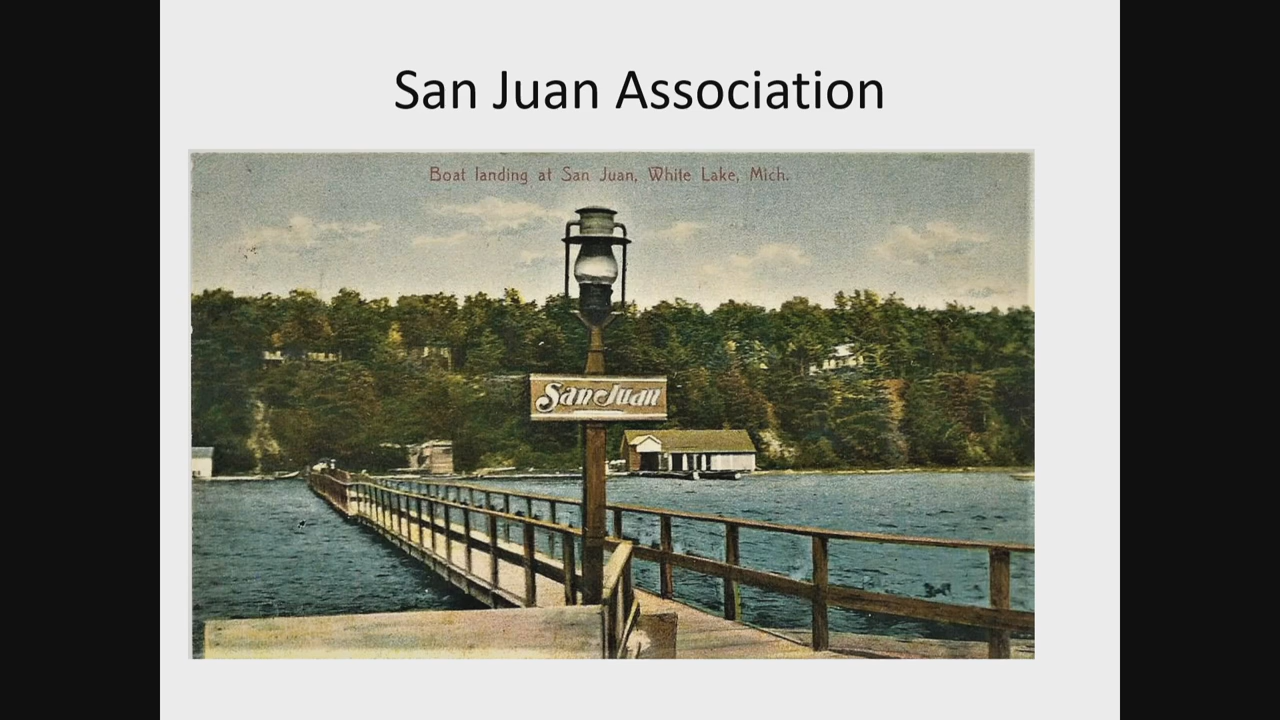 San Juan Association
Boat landing at San Juan, White Lake, Mich.
San Juan